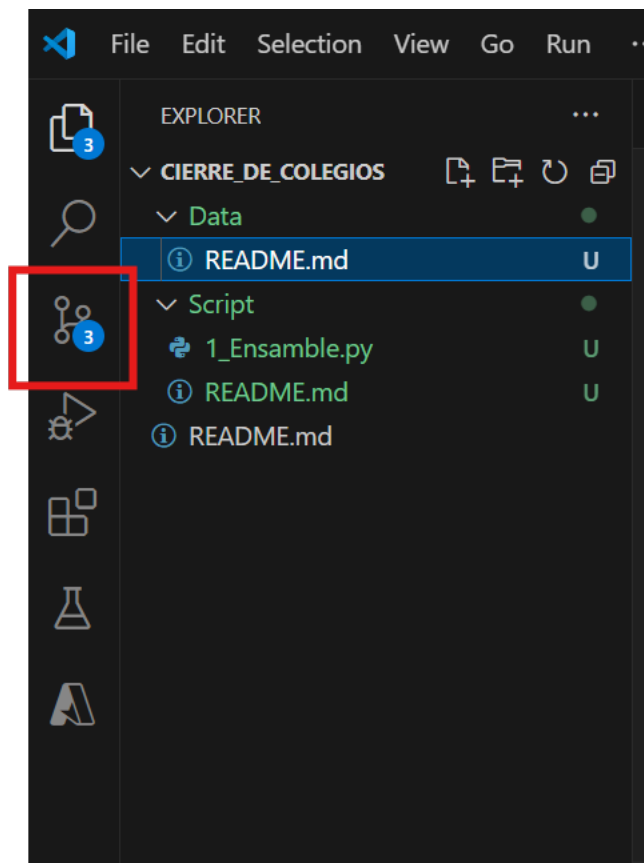 File Edit Selection View Go Run ...
EXPLORER ...
3
CIERRE_DE_COLEGIOS
Data
README.md U
3
Script
1_Ensamble.py U
README.md U
README.md